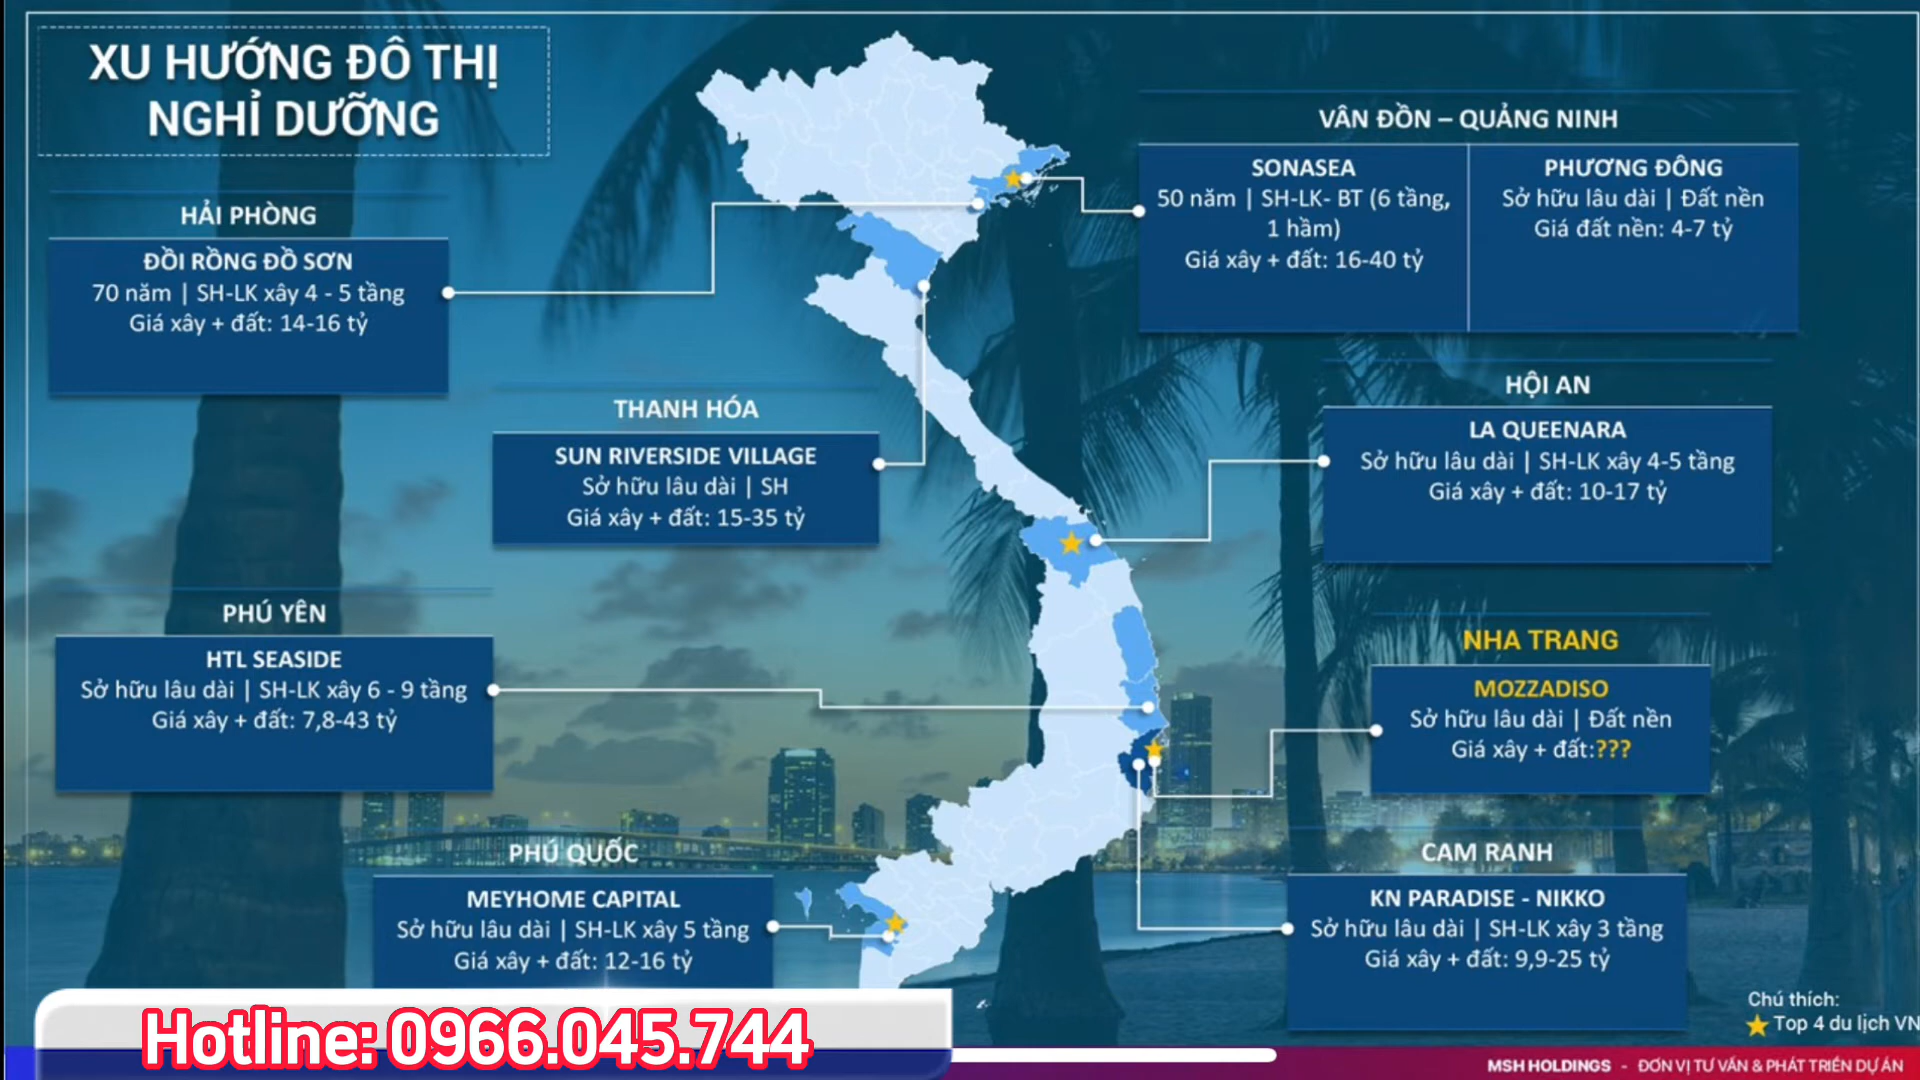 XU HƯỚNG ĐÔ THỊ
NGHỈ DƯỠNG
HẢI PHÒNG
ĐỒI RỒNG ĐỒ SƠN
70 năm | SH-LK xây 4 - 5 tầng
Giá xây + đất: 14-16 tỷ
VÂN ĐỒN – QUẢNG NINH
SONASEA
50 năm | SH-LK- BT (6 tầng,
1 hầm)
Giá xây + đất: 16-40 tỷ
PHƯƠNG ĐÔNG
Sở hữu lâu dài | Đất nền
Giá đất nền: 4-7 tỷ
THANH HÓA
SUN RIVERSIDE VILLAGE
Sở hữu lâu dài | SH
Giá xây + đất: 15-35 tỷ
HỘI AN
LA QUEENARA
Sở hữu lâu dài | SH-LK xây 4-5 tầng
Giá xây + đất: 10-17 tỷ
PHÚ YÊN
HTL SEASIDE
Sở hữu lâu dài | SH-LK xây 6 - 9 tầng
Giá xây + đất: 7,8-43 tỷ
NHA TRANG
MOZZADISO
Sở hữu lâu dài | Đất nền
Giá xây + đất:???
PHÚ QUỐC
MEYHOME CAPITAL
Sở hữu lâu dài | SH-LK xây 5 tầng
Giá xây + đất: 12-16 tỷ
CAM RANH
KN PARADISE - NIKKO
Sở hữu lâu dài | SH-LK xây 3 tầng
Giá xây + đất: 9,9-25 tỷ
Chú thích:
Top 4 du lịch VN
Hotline: 0966.045.744
MSH HOLDINGS - ĐƠN VỊ TƯ VẤN & PHÁT TRIỂN DỰ ÁN